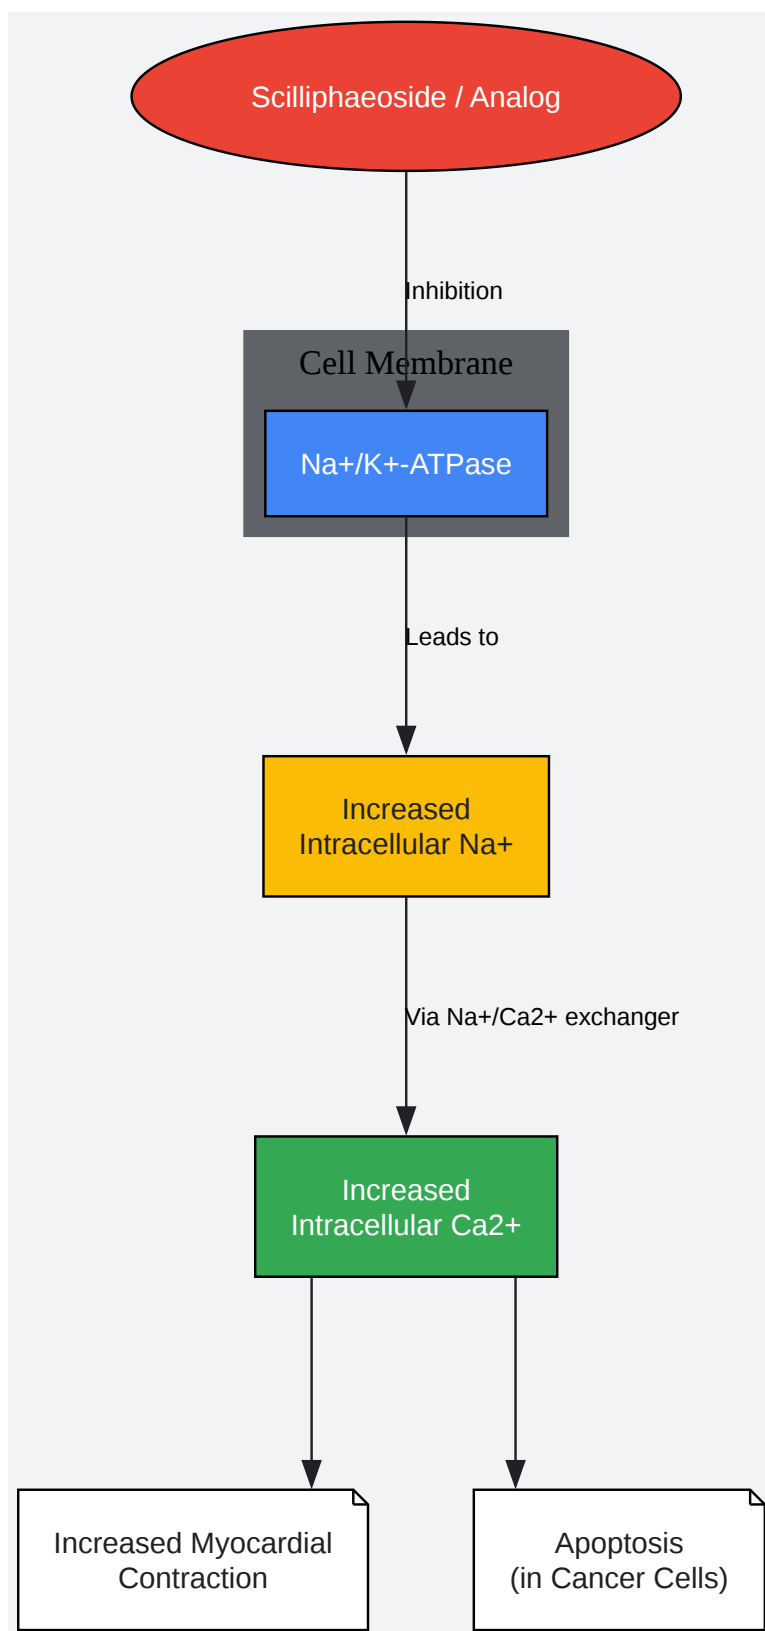 Scilliphaeoside / Analog
Inhibition
Cell Membrane
Na+/K+-ATPase
Leads to
Increased
Intracellular Na+
Via Na+/Ca2+ exchanger
Increased
Intracellular Ca2+
Increased Myocardial
Contraction
Apoptosis
(in Cancer Cells)